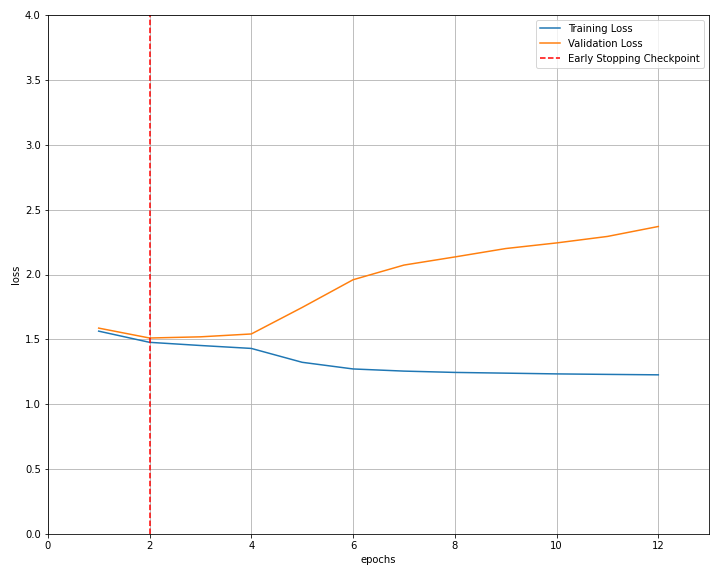 4.0
3.5
3.0
2.5
2.0
1.5
1.0
0.5
0.0
loss
0 2 4 6 8 10 12
epochs
Training Loss
Validation Loss
Early Stopping Checkpoint